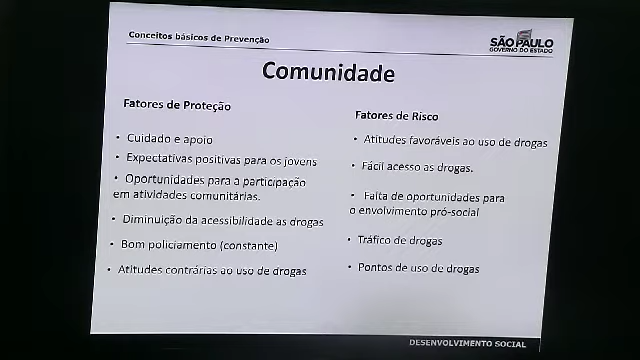 Conceitos básicos de Prevenção
SÃO PAULO
GOVERNO DO ESTADO
Comunidade
Fatores de Proteção
• Cuidado e apoio
• Expectativas positivas para os jovens
• Oportunidades para a participação
em atividades comunitárias.
• Diminuição da acessibilidade as drogas
• Bom policiamento (constante)
• Atitudes contrárias ao uso de drogas
Fatores de Risco
• Atitudes favoráveis ao uso de drogas
• Fácil acesso as drogas.
• Falta de oportunidades para
o envolvimento pró-social
• Tráfico de drogas
• Pontos de uso de drogas
DESENVOLVIMENTO SOCIAL